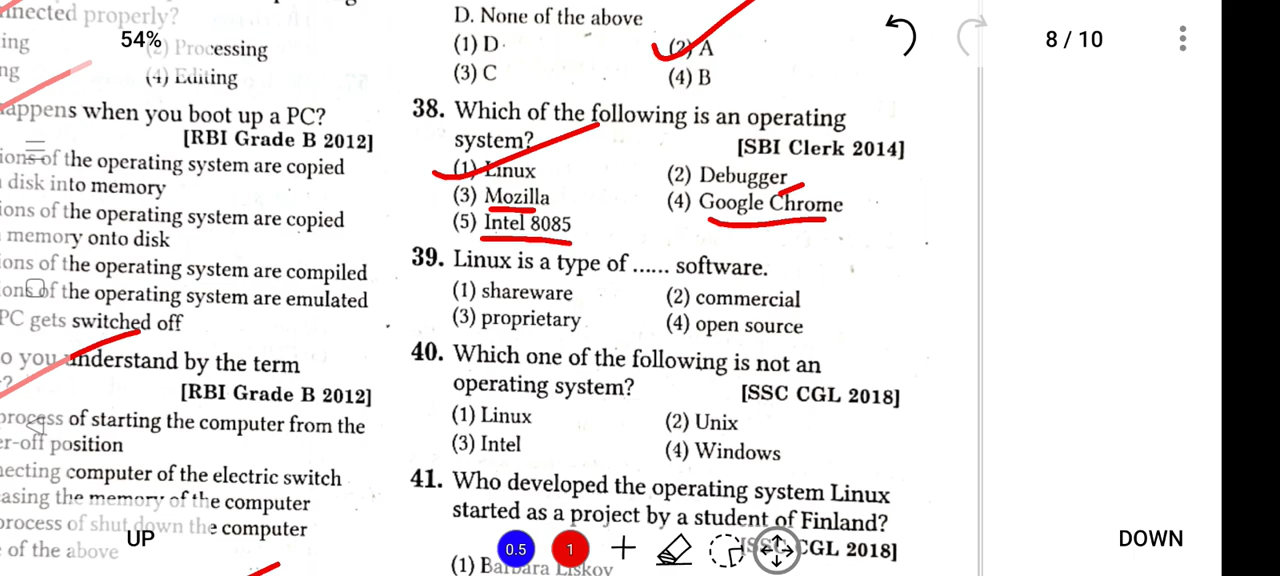 nnected properly?
ing
(2) Processing
ng
(4) Editing
appens when you boot up a PC?
[RBI Grade B 2012]
ions of the operating system are copied
disk into memory
ions of the operating system are copied
memory onto disk
ions of the operating system are compiled
ons of the operating system are emulated
PC gets switched off
o you understand by the term
?
[RBI Grade B 2012]
process of starting the computer from the
er-off position
necting computer of the electric switch
asing the memory of the computer
process of shut down the computer
of the above
54%
UP
D. None of the above
(1) D
(2) A
(3) C
(4) B
38. Which of the following is an operating
system?
[SBI Clerk 2014]
(1) Linux
(2) Debugger
(3) Mozilla
(4) Google Chrome
(5) Intel 8085
39. Linux is a type of ...... software.
(1) shareware
(2) commercial
(3) proprietary
(4) open source
40. Which one of the following is not an
operating system?
[SSC CGL 2018]
(1) Linux
(2) Unix
(3) Intel
(4) Windows
41. Who developed the operating system Linux
started as a project by a student of Finland?
[SSC CGL 2018]
(1) Barbara Liskov
0.5
1
8 / 10
DOWN